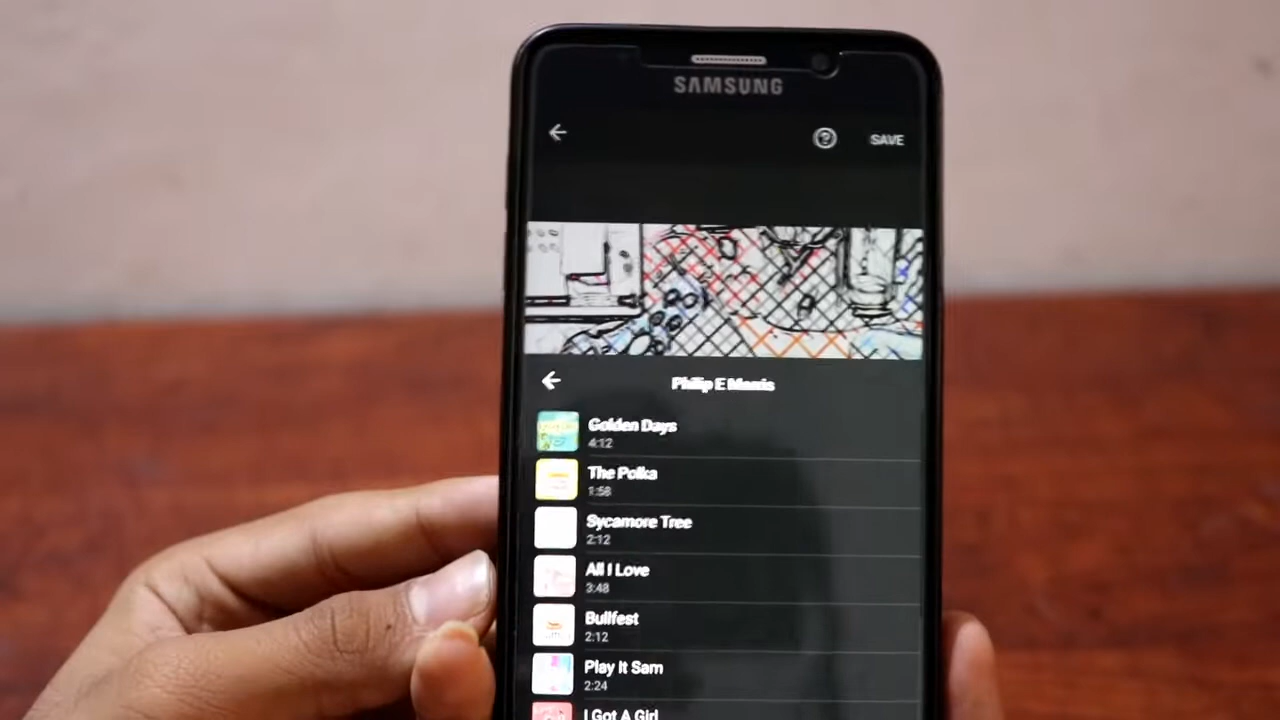 SAMSUNG
SAVE
Philip E Morris
Golden Days
4:12
The Polka
1:58
Sycamore Tree
2:12
All I Love
3:48
Bullfest
2:12
Play It Sam
2:24
I Got A Girl